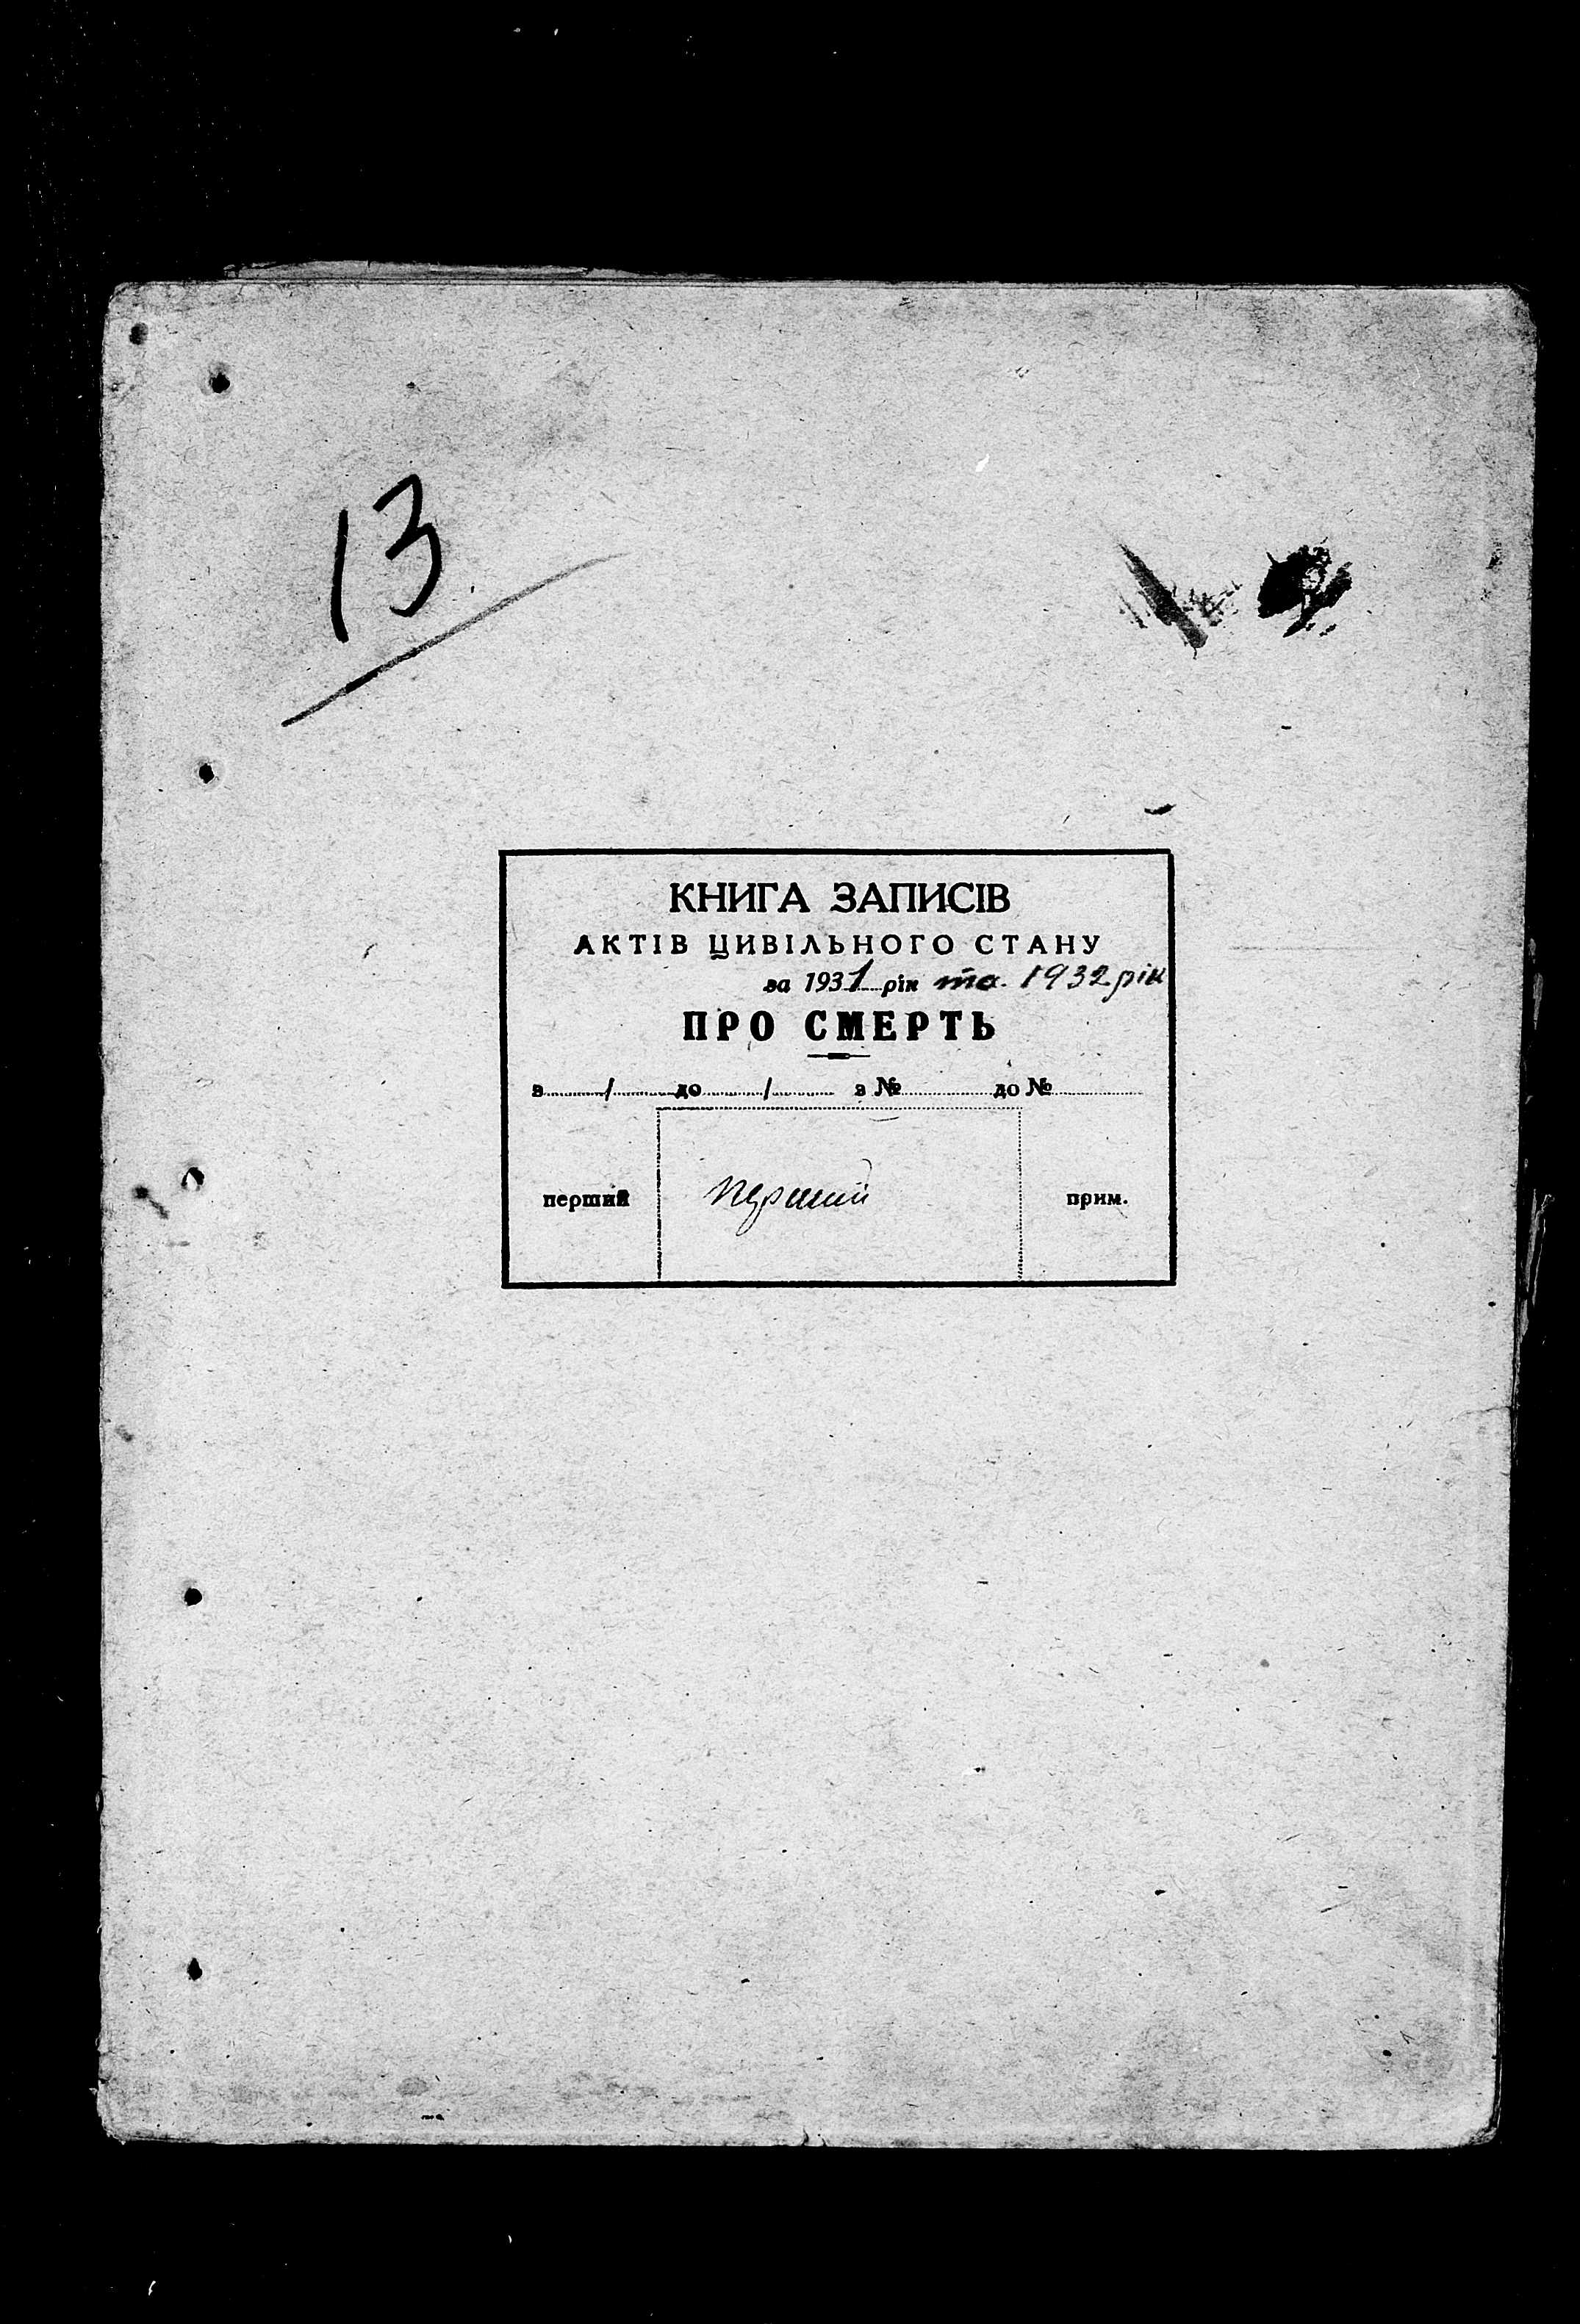 13
КНИГА ЗАПИСІВ
АКТІВ ЦИВІЛЬНОГО СТАНУ
за 1931 рік та 1932 рік
ПРО СМЕРТЬ
з / до / з № до №
перший перший прим.